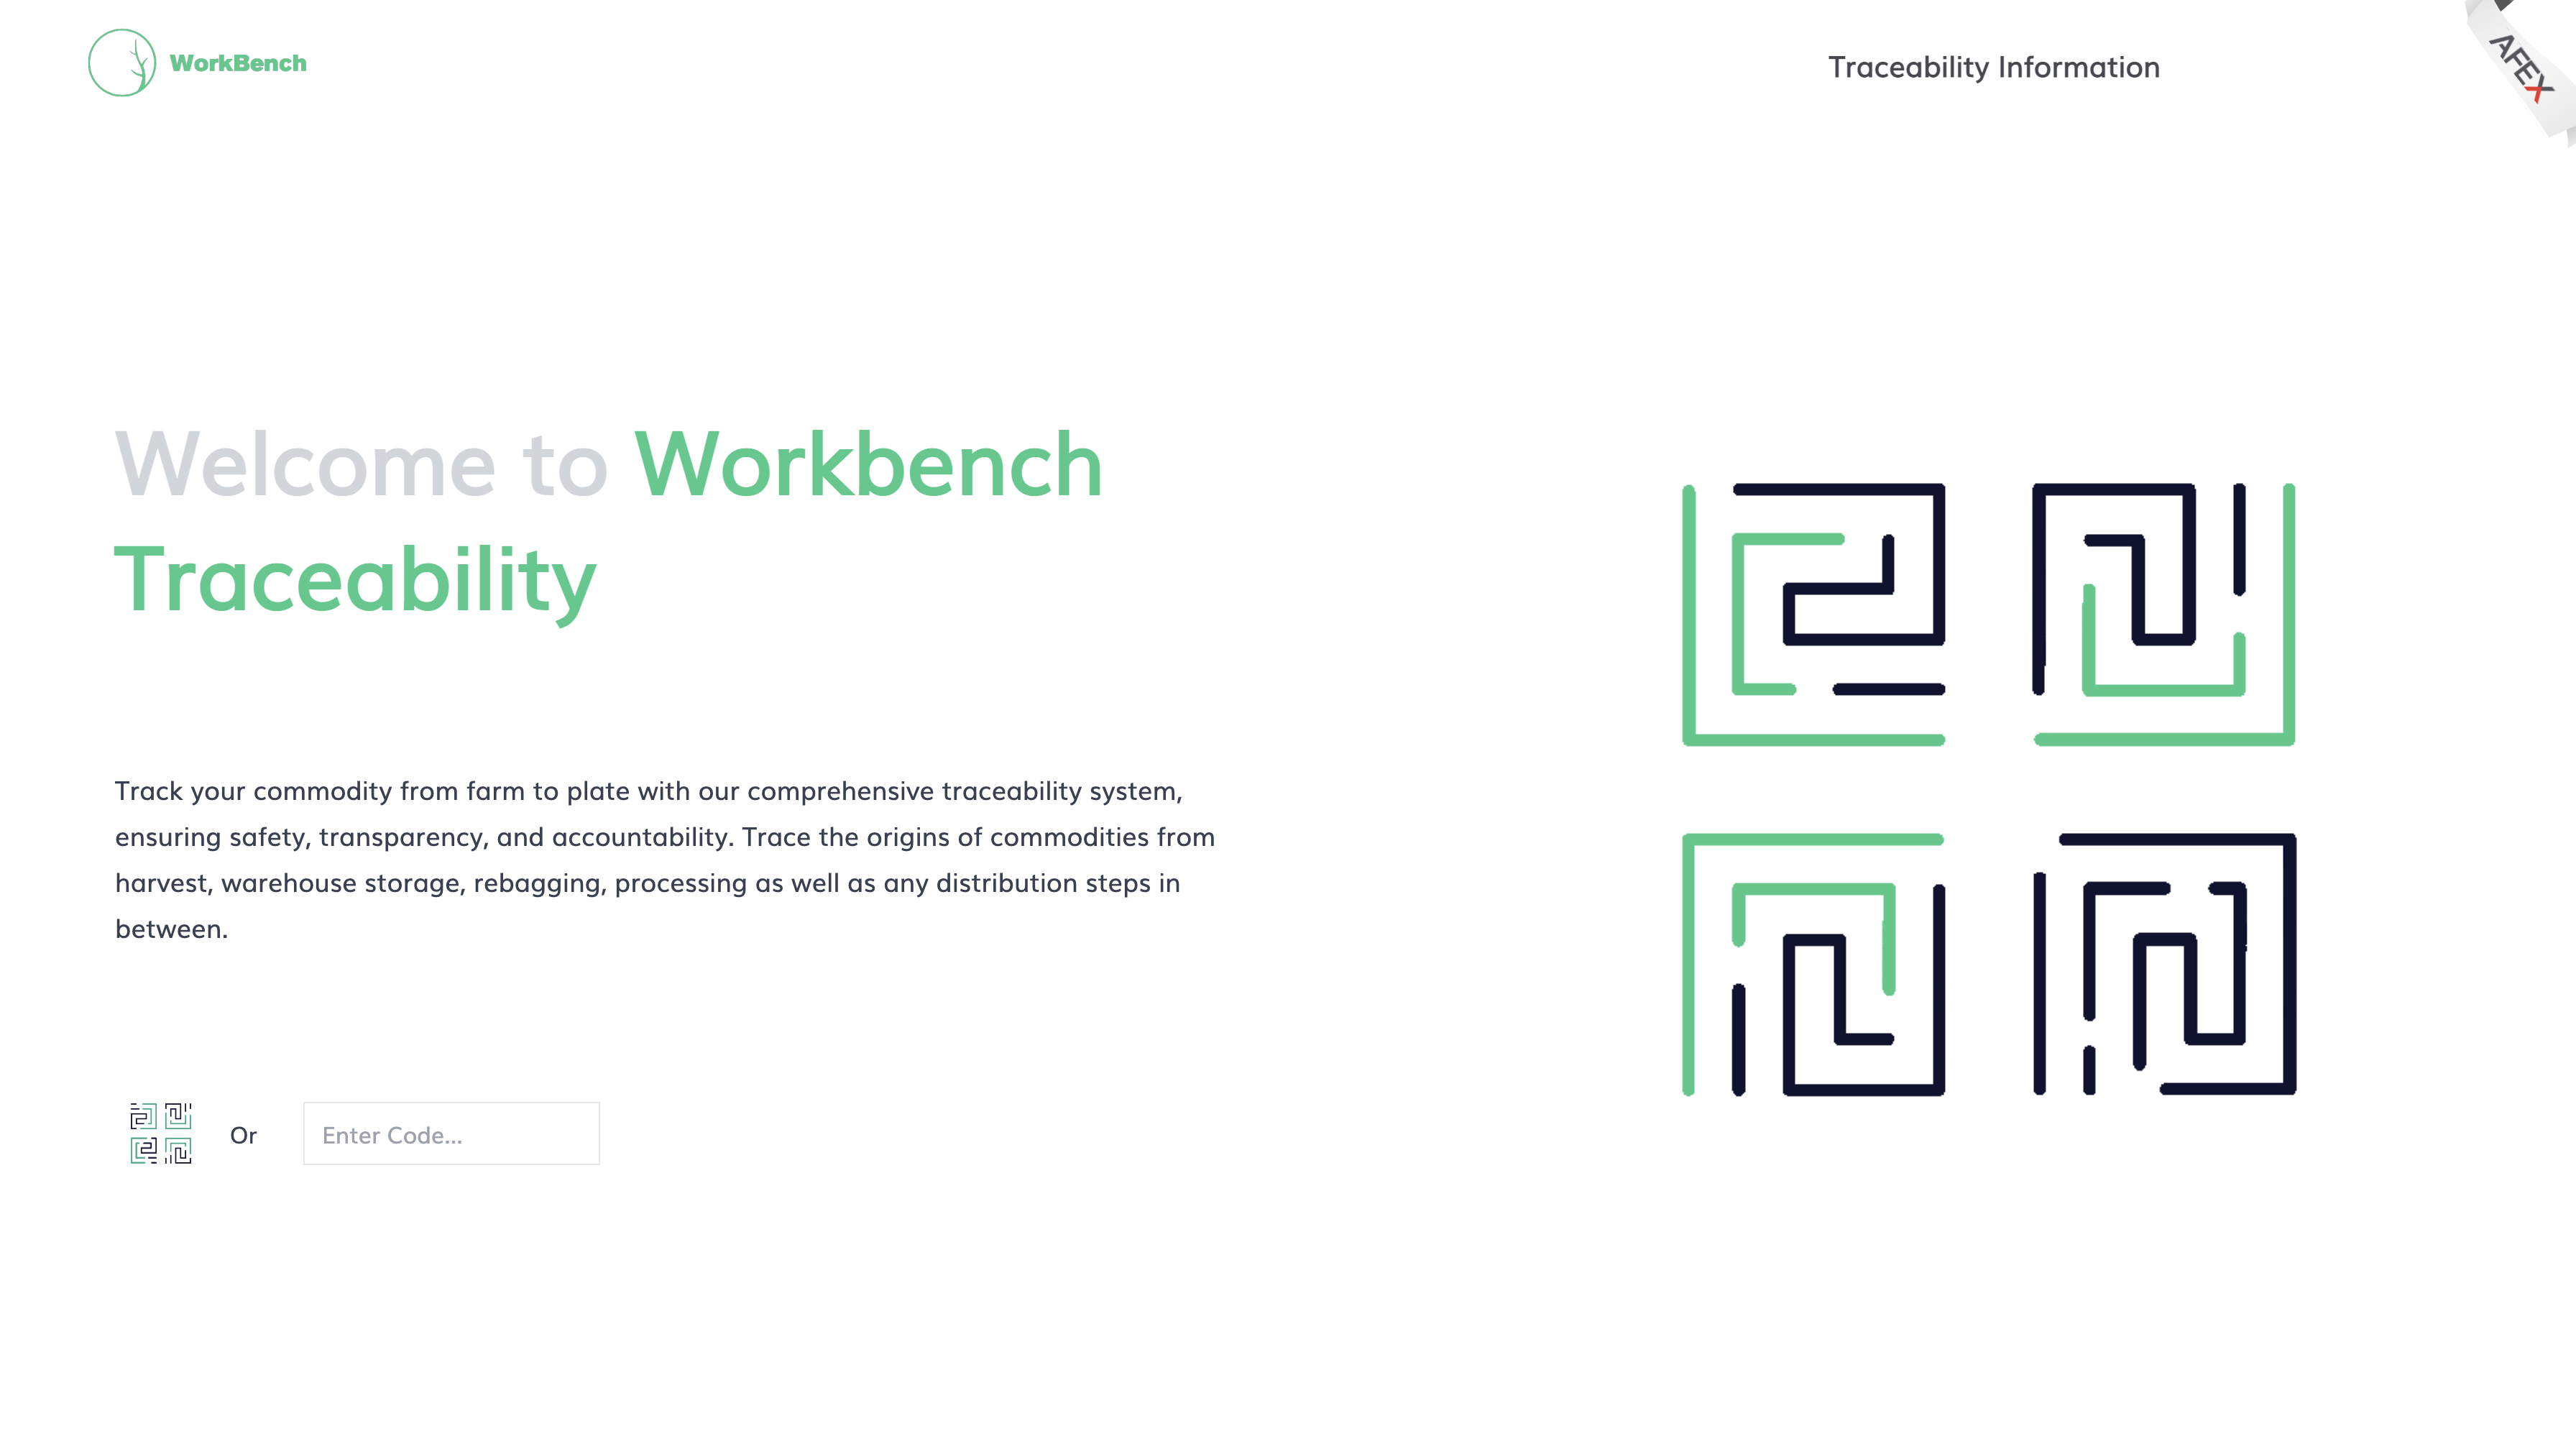 WorkBench
Traceability Information
AFEX
Welcome to Workbench
Traceability
Track your commodity from farm to plate with our comprehensive traceability system,
ensuring safety, transparency, and accountability. Trace the origins of commodities from
harvest, warehouse storage, rebagging, processing as well as any distribution steps in
between.
Or
Enter Code...